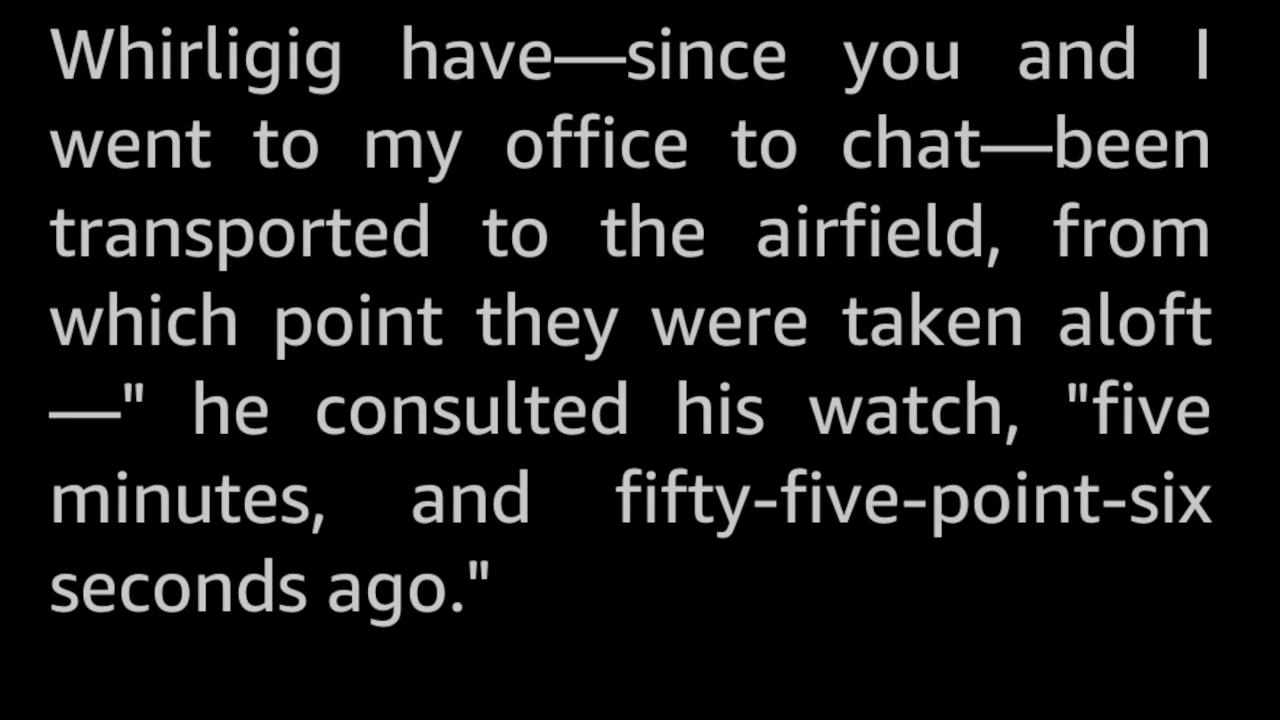 Whirligig have—since you and I
went to my office to chat—been
transported to the airfield, from
which point they were taken aloft
—" he consulted his watch, "five
minutes, and fifty-five-point-six
seconds ago."